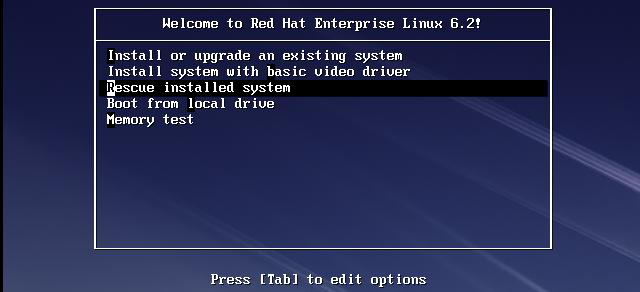 Welcome to Red Hat Enterprise Linux 6.2!
Install or upgrade an existing system
Install system with basic video driver
Rescue installed system
Boot from local drive
Memory test
Press [Tab] to edit options